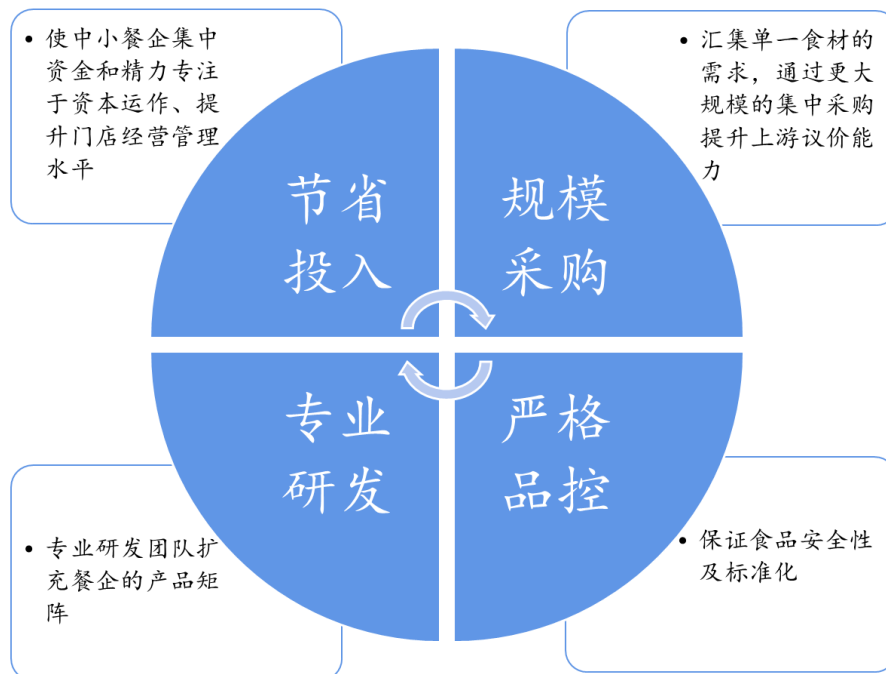 • 使中小餐企集中
资金和精力专注
于资本运作、提
升门店经营管理
水平
• 汇集单一食材的
需求，通过更大
规模的集中采购
提升上游议价能
力
节省
投入
规模
采购
专业
研发
严格
品控
• 专业研发团队扩
充餐企的产品矩
阵
• 保证食品安全性
及标准化